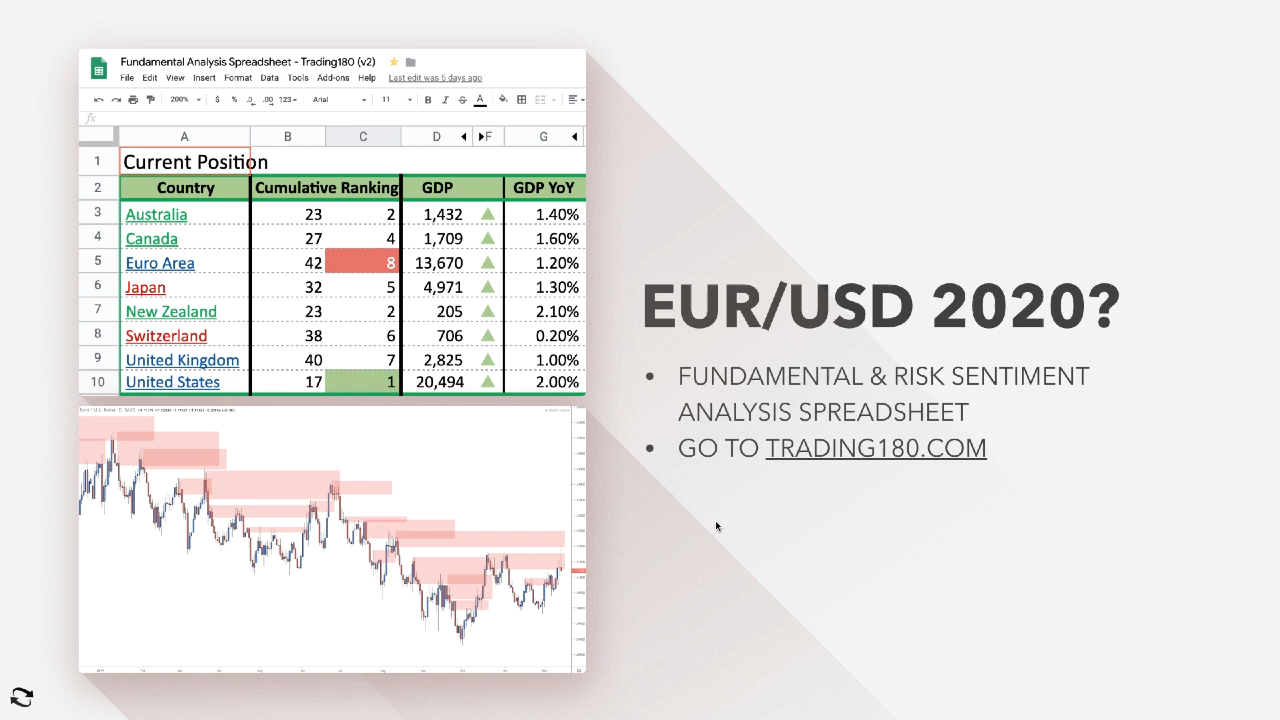 Fundamental Analysis Spreadsheet - Trading180 (v2)
File Edit View Insert Format Data Tools Add-ons Help Last edit was 5 days ago
200% $ % .0 .00 123 Arial 11 B I S A
fx
A B C D F G
1 Current Position
2 Country Cumulative Ranking GDP GDP YoY
3 Australia 23 2 1,432 1.40%
4 Canada 27 4 1,709 1.60%
5 Euro Area 42 8 13,670 1.20%
6 Japan 32 5 4,971 1.30%
7 New Zealand 23 2 205 2.10%
8 Switzerland 38 6 706 0.20%
9 United Kingdom 40 7 2,825 1.00%
10 United States 17 1 20,494 2.00%
EUR/USD 2020?
• FUNDAMENTAL & RISK SENTIMENT
ANALYSIS SPREADSHEET
• GO TO TRADING180.COM